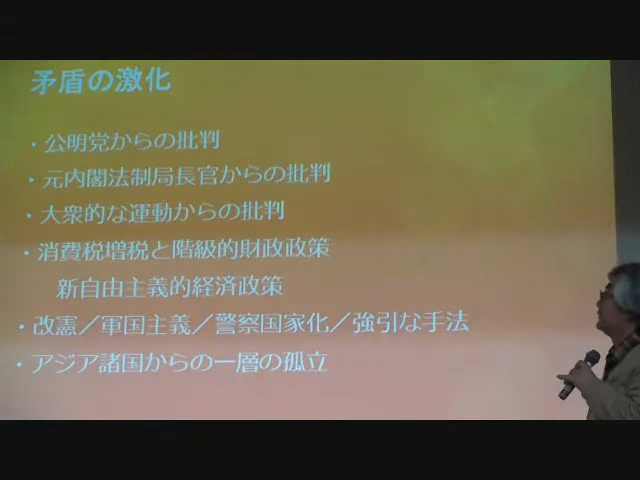 矛盾の激化
・公明党からの批判
・元内閣法制局長官からの批判
・大衆的な運動からの批判
・消費税増税と階級的財政政策
新自由主義的経済政策
・改憲／軍国主義／警察国家化／強引な手法
・アジア諸国からの一層の孤立